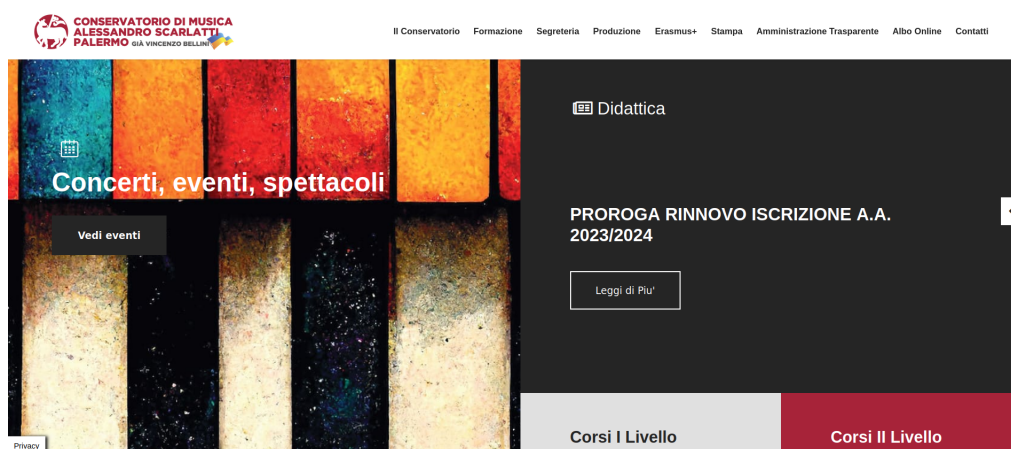 CONSERVATORIO DI MUSICA
ALESSANDRO SCARLATTI
PALERMO GIÀ VINCENZO BELLINI
Il Conservatorio Formazione Segreteria Produzione Erasmus+ Stampa Amministrazione Trasparente Albo Online Contatti
Concerti, eventi, spettacoli
Vedi eventi
Didattica
PROROGA RINNOVO ISCRIZIONE A.A.
2023/2024
Leggi di Piu'
Corsi I Livello
Corsi II Livello
Privacy